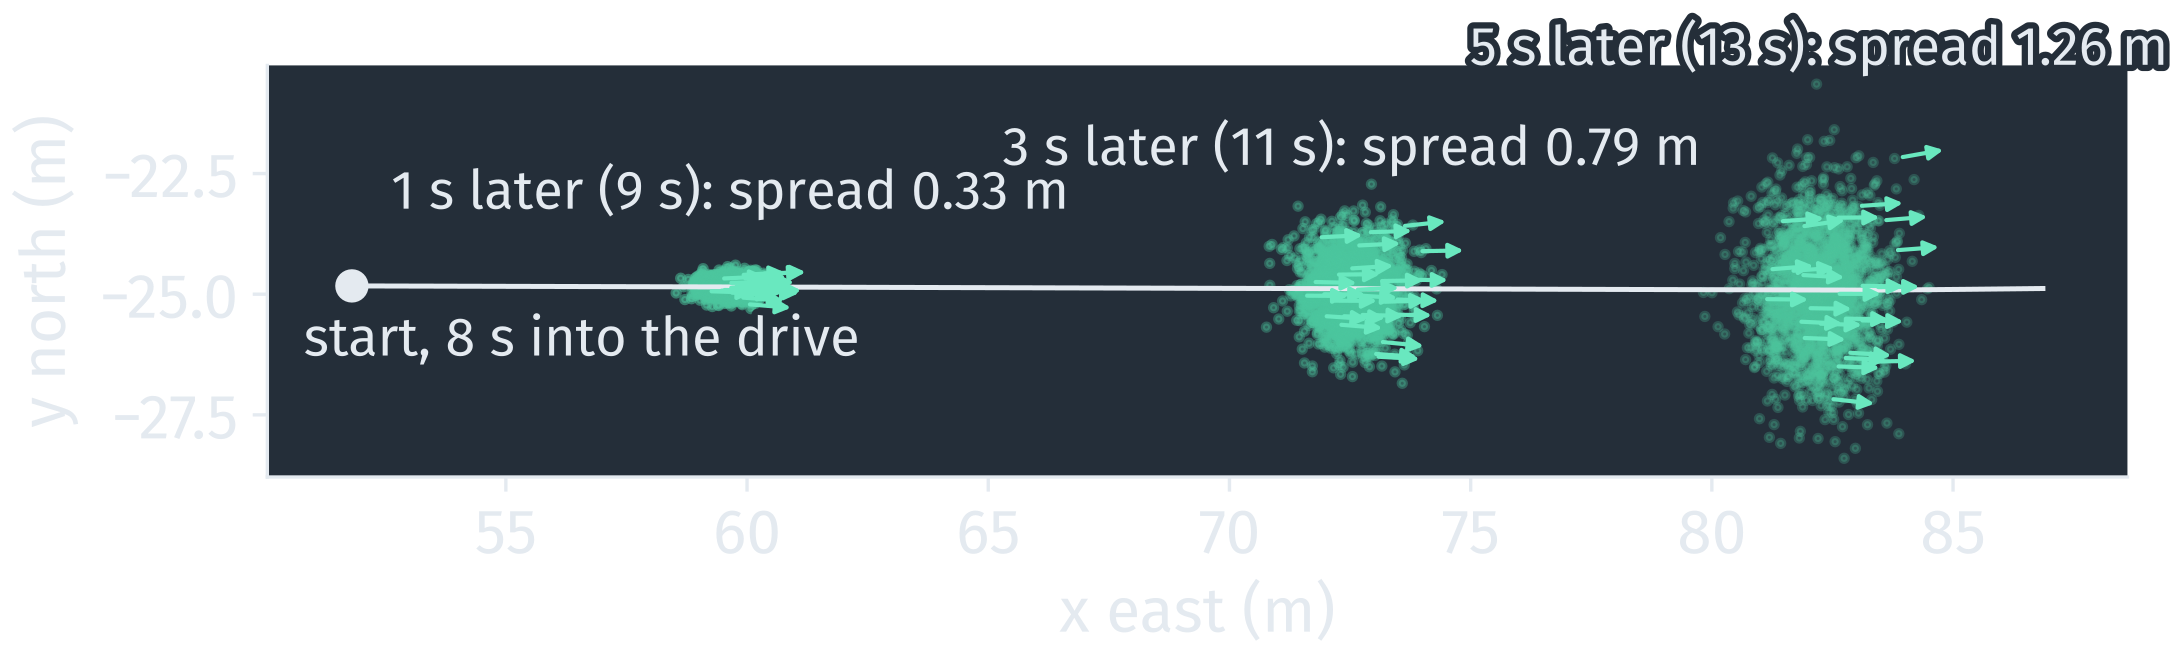 5 s later (13 s): spread 1.26 m
3 s later (11 s): spread 0.79 m
1 s later (9 s): spread 0.33 m
start, 8 s into the drive
y north (m)
−22.5
−25.0
−27.5
55
60
65
70
75
80
85
x east (m)